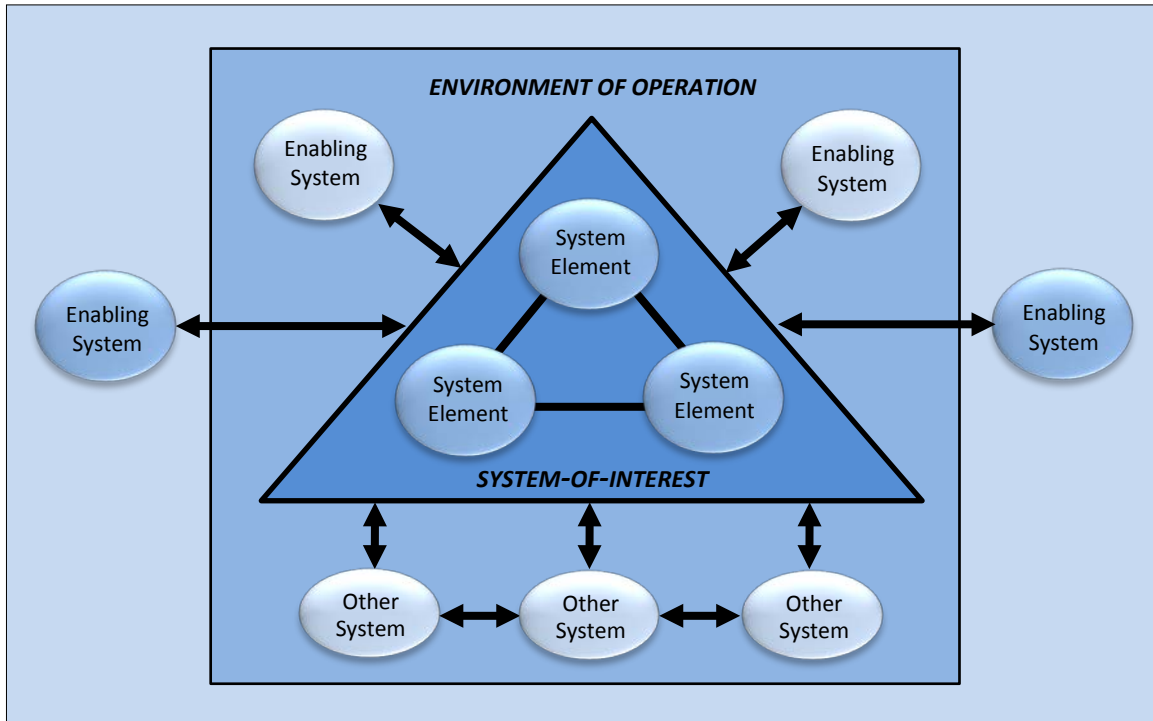 ENVIRONMENT OF OPERATION
Enabling
System
Enabling
System
System
Element
Enabling
System
Enabling
System
System
Element
System
Element
SYSTEM-OF-INTEREST
Other
System
Other
System
Other
System